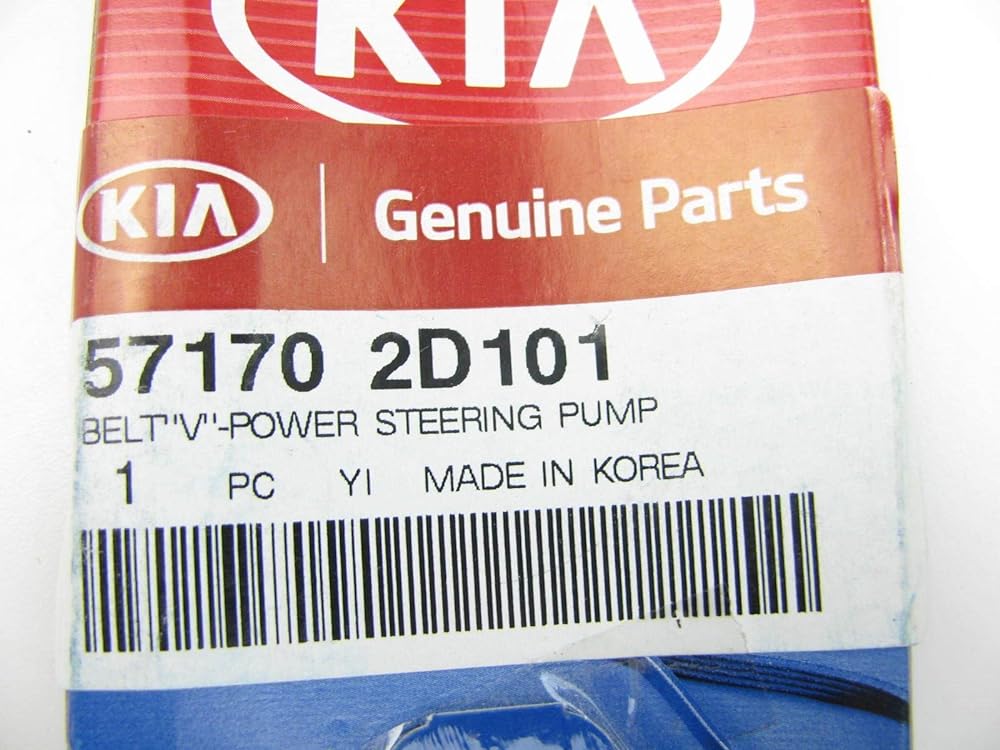 KIA
KIA | Genuine Parts
57170 2D101
BELT"V"-POWER STEERING PUMP
1 PC YI MADE IN KOREA